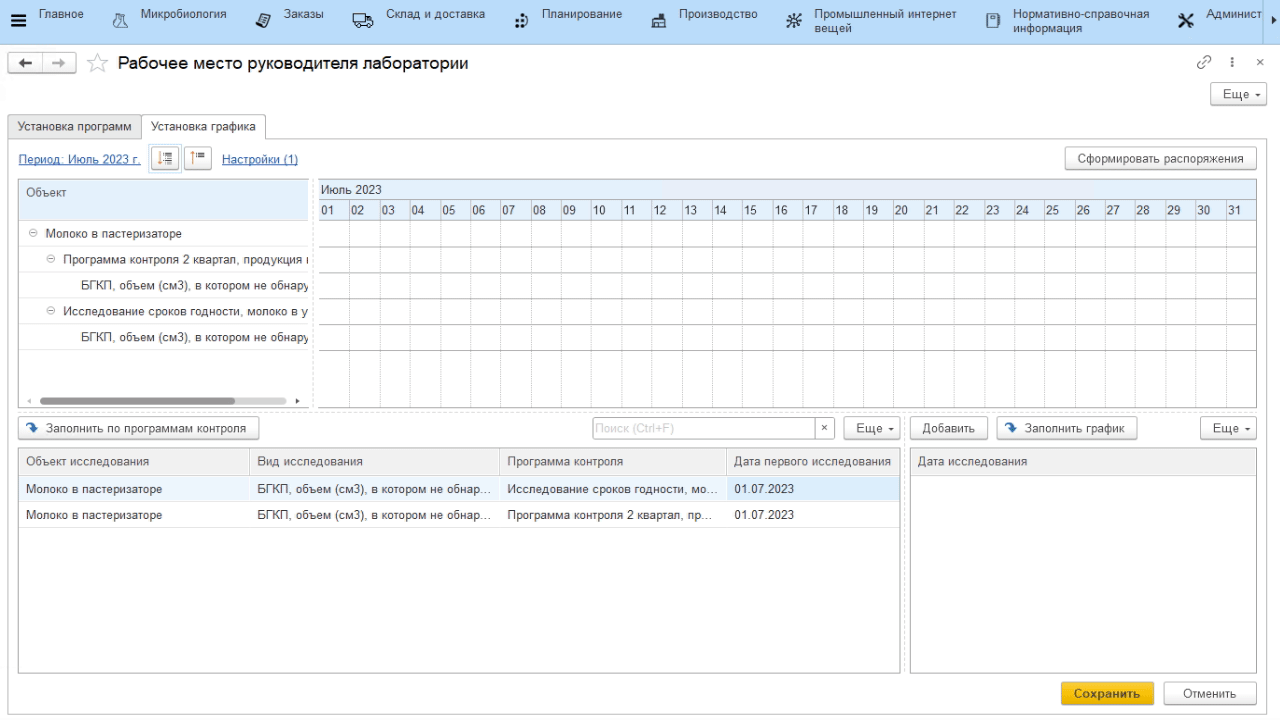 Главное
Микробиология
Заказы
Склад и доставка
Планирование
Производство
Промышленный интернет
вещей
Нормативно-справочная
информация
Админист
Рабочее место руководителя лаборатории
Еще
Установка программ
Установка графика
Период: Июль 2023 г.
Настройки (1)
Сформировать распоряжения
Объект
Июль 2023
01 02 03 04 05 06 07 08 09 10 11 12 13 14 15 16 17 18 19 20 21 22 23 24 25 26 27 28 29 30 31
Молоко в пастеризаторе
Программа контроля 2 квартал, продукция
БГКП, объем (см3), в котором не обнару
Исследование сроков годности, молоко в у
БГКП, объем (см3), в котором не обнару
Заполнить по программам контроля
Поиск (Ctrl+F)
×
Еще
Добавить
Заполнить график
Еще
Объект исследования Вид исследования Программа контроля Дата первого исследования Дата исследования
Молоко в пастеризаторе БГКП, объем (см3), в котором не обнар... Исследование сроков годности, мо... 01.07.2023
Молоко в пастеризаторе БГКП, объем (см3), в котором не обнар... Программа контроля 2 квартал, пр... 01.07.2023
Сохранить
Отменить